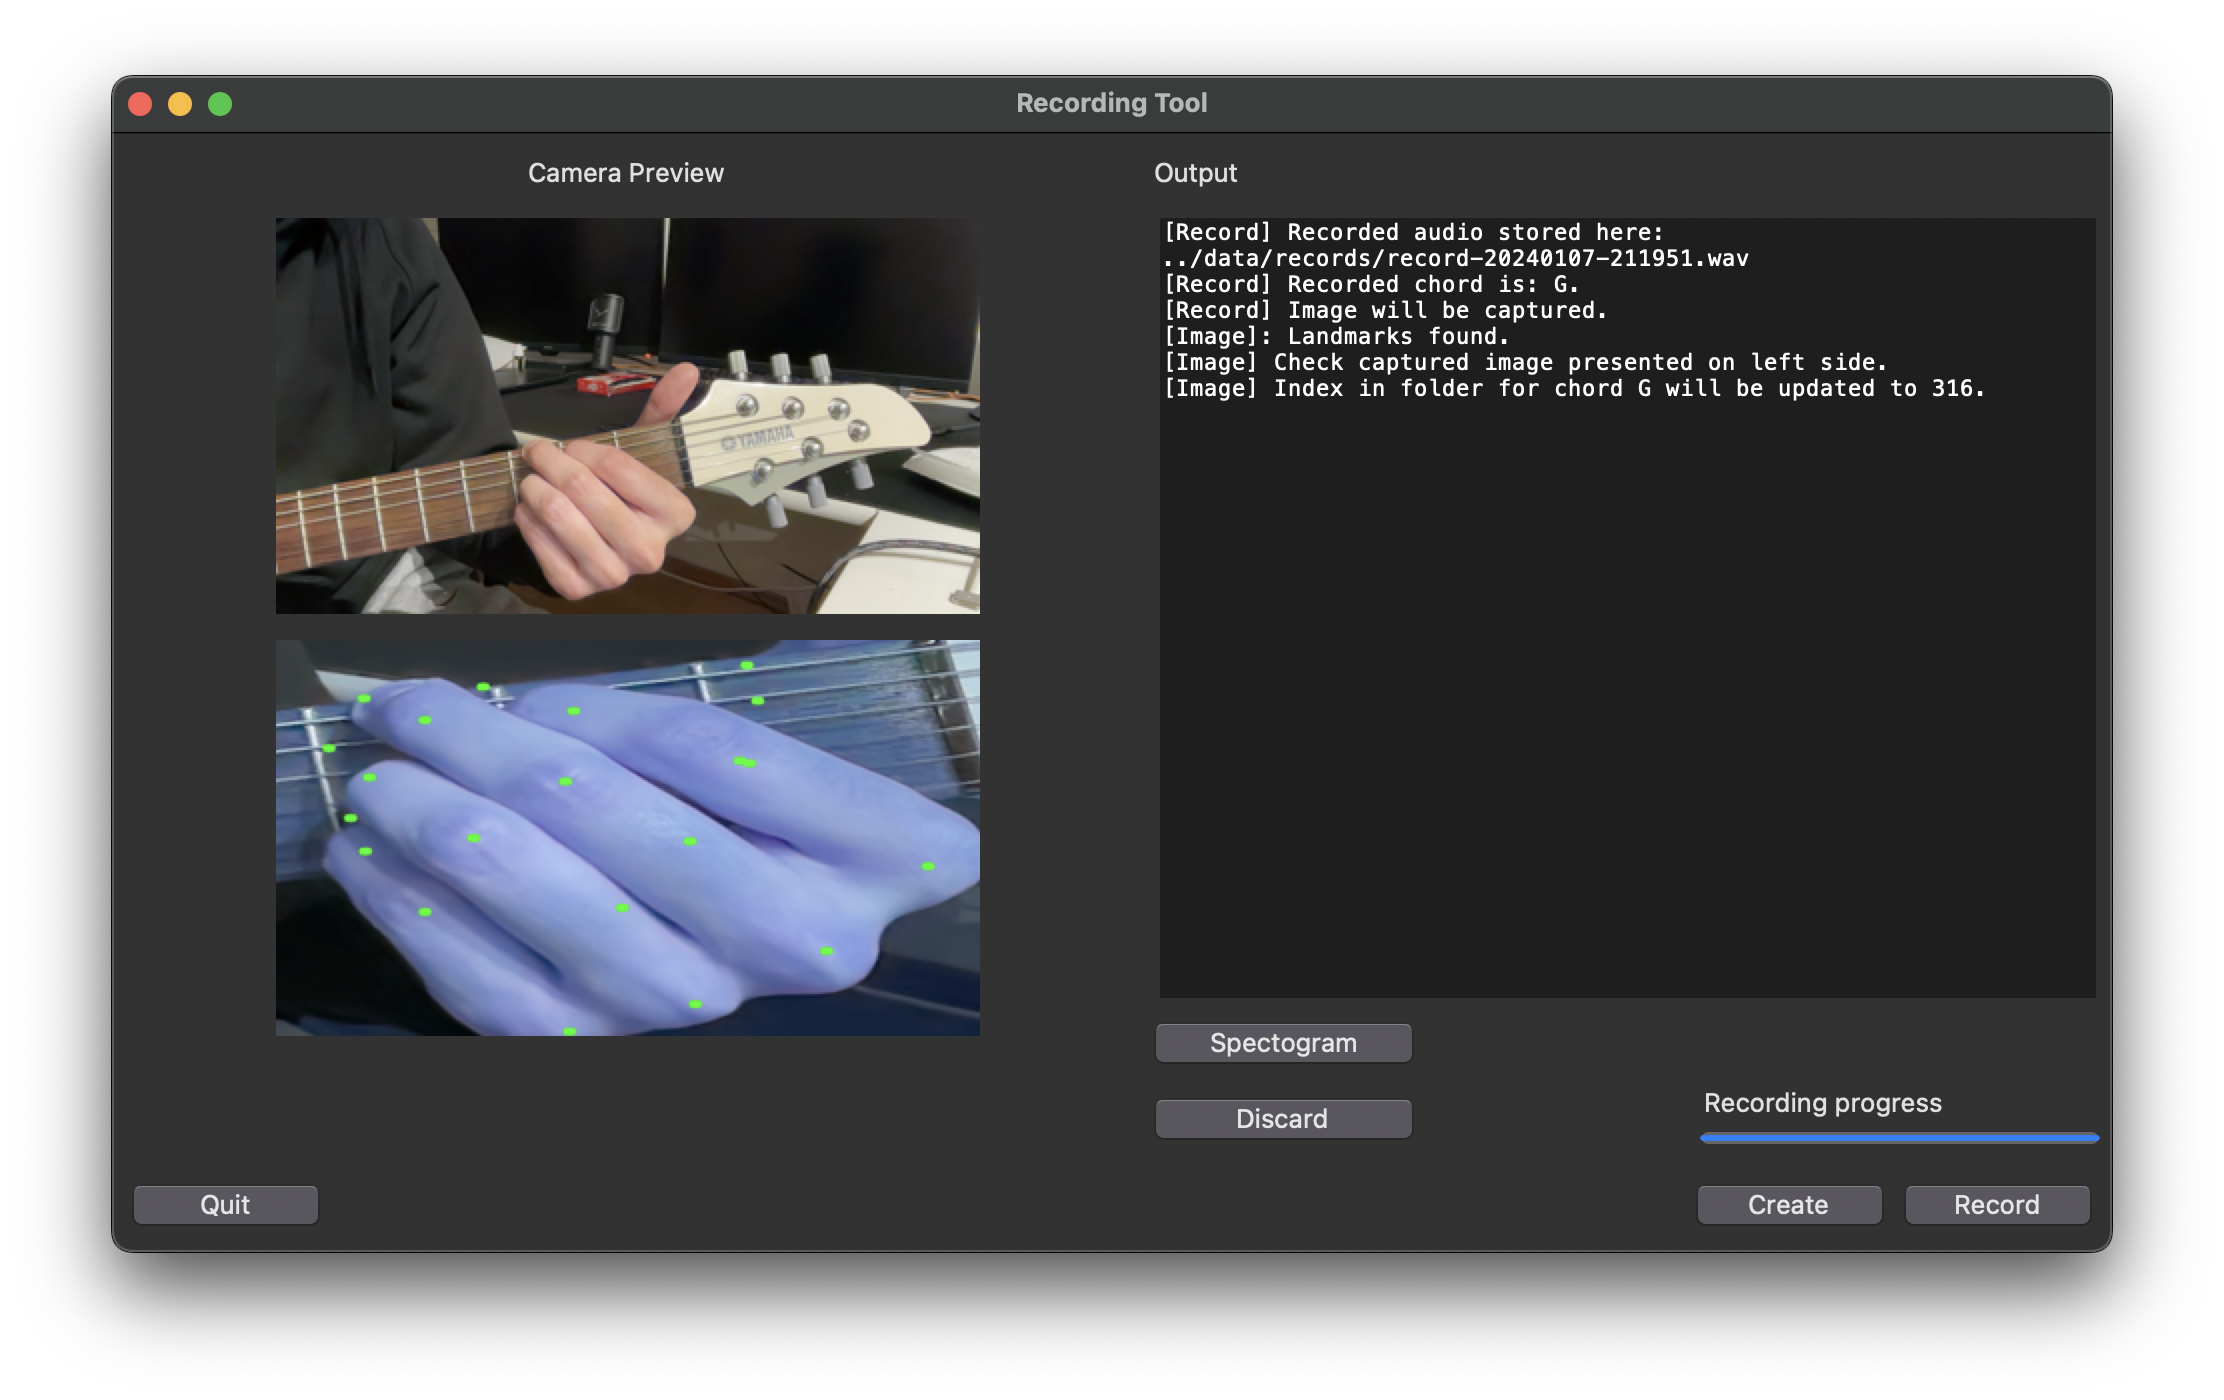 Recording Tool
Camera Preview
Output
[Record] Recorded audio stored here:
../data/records/record-20240107-211951.wav
[Record] Recorded chord is: G.
[Record] Image will be captured.
[Image]: Landmarks found.
[Image] Check captured image presented on left side.
[Image] Index in folder for chord G will be updated to 316.
YAMAHA
Spectogram
Discard
Recording progress
Quit
Create
Record